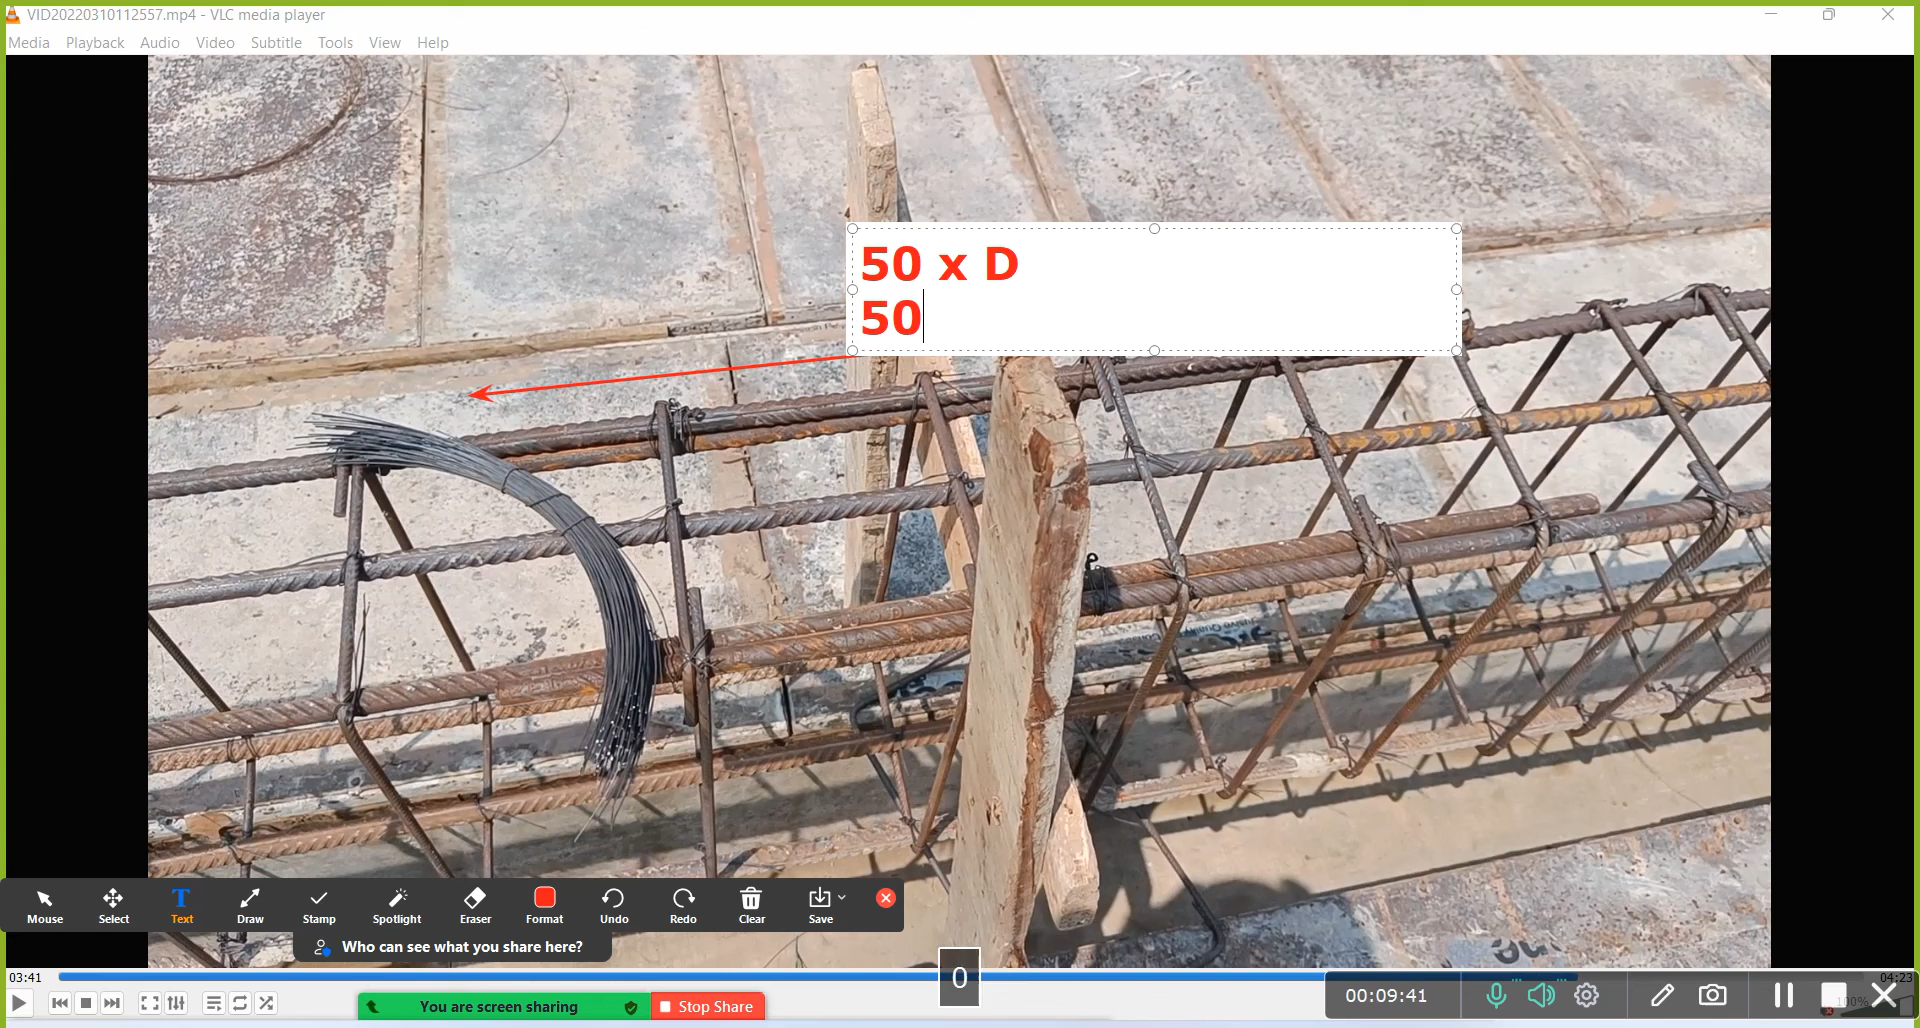 VID20220310112557.mp4 - VLC media player
Media Playback Audio Video Subtitle Tools View Help
50 x D
50
Mouse Select Text Draw Stamp Spotlight Eraser Format Undo Redo Clear Save
Who can see what you share here?
03:41
04:23
0
00:09:41
100%
You are screen sharing
Stop Share